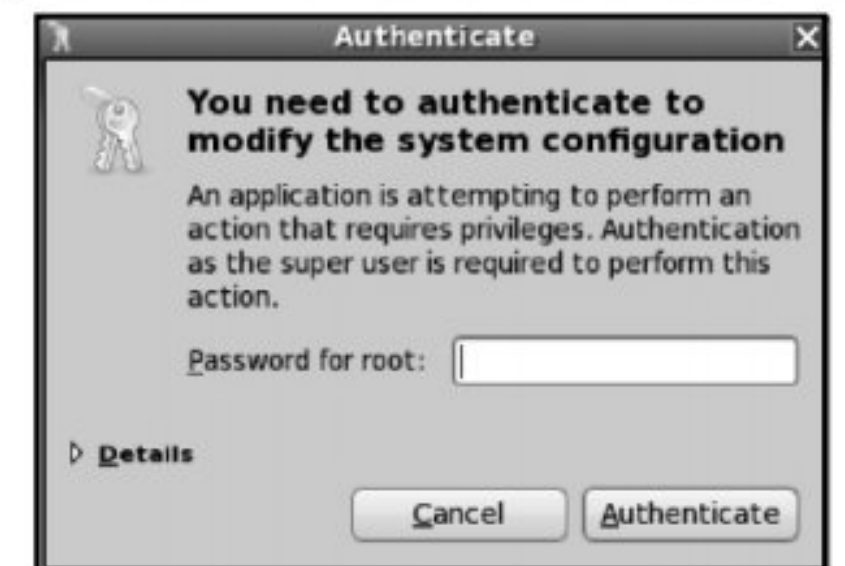 Authenticate
You need to authenticate to
modify the system configuration
An application is attempting to perform an
action that requires privileges. Authentication
as the super user is required to perform this
action.
Password for root:
Details
Cancel
Authenticate